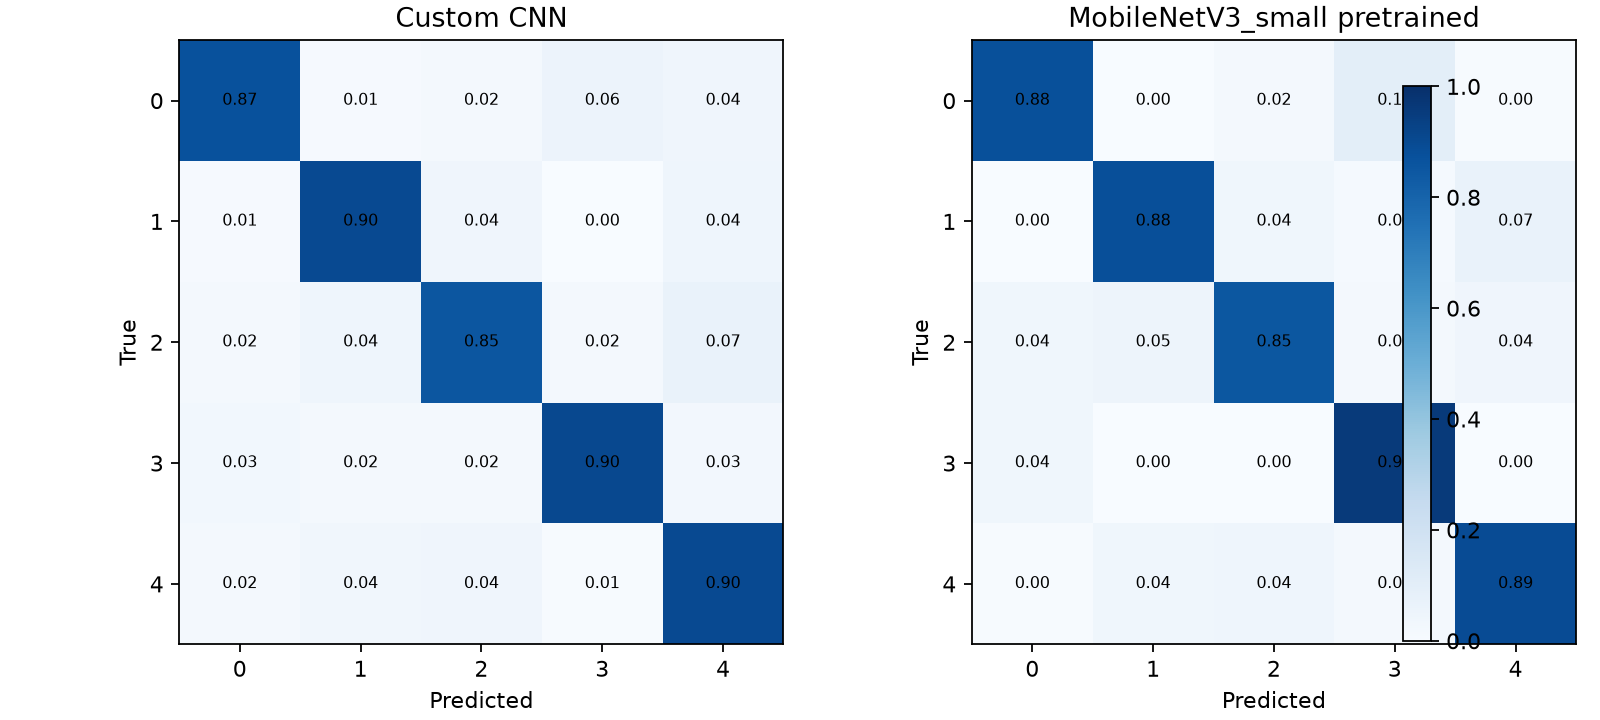 Custom CNN
0 0.87 0.01 0.02 0.06 0.04
1 0.01 0.90 0.04 0.00 0.04
2 0.02 0.04 0.85 0.02 0.07
3 0.03 0.02 0.02 0.90 0.03
4 0.02 0.04 0.04 0.01 0.90
True
0 1 2 3 4
Predicted
MobileNetV3_small pretrained
0 0.88 0.00 0.02 0.00
1 0.00 0.88 0.04 0.07
2 0.04 0.05 0.85 0.04
3 0.04 0.00 0.00 0.00
4 0.00 0.04 0.04 0.89
True
0 1 2 3 4
Predicted
1.0
0.8
0.6
0.4
0.2
0.0